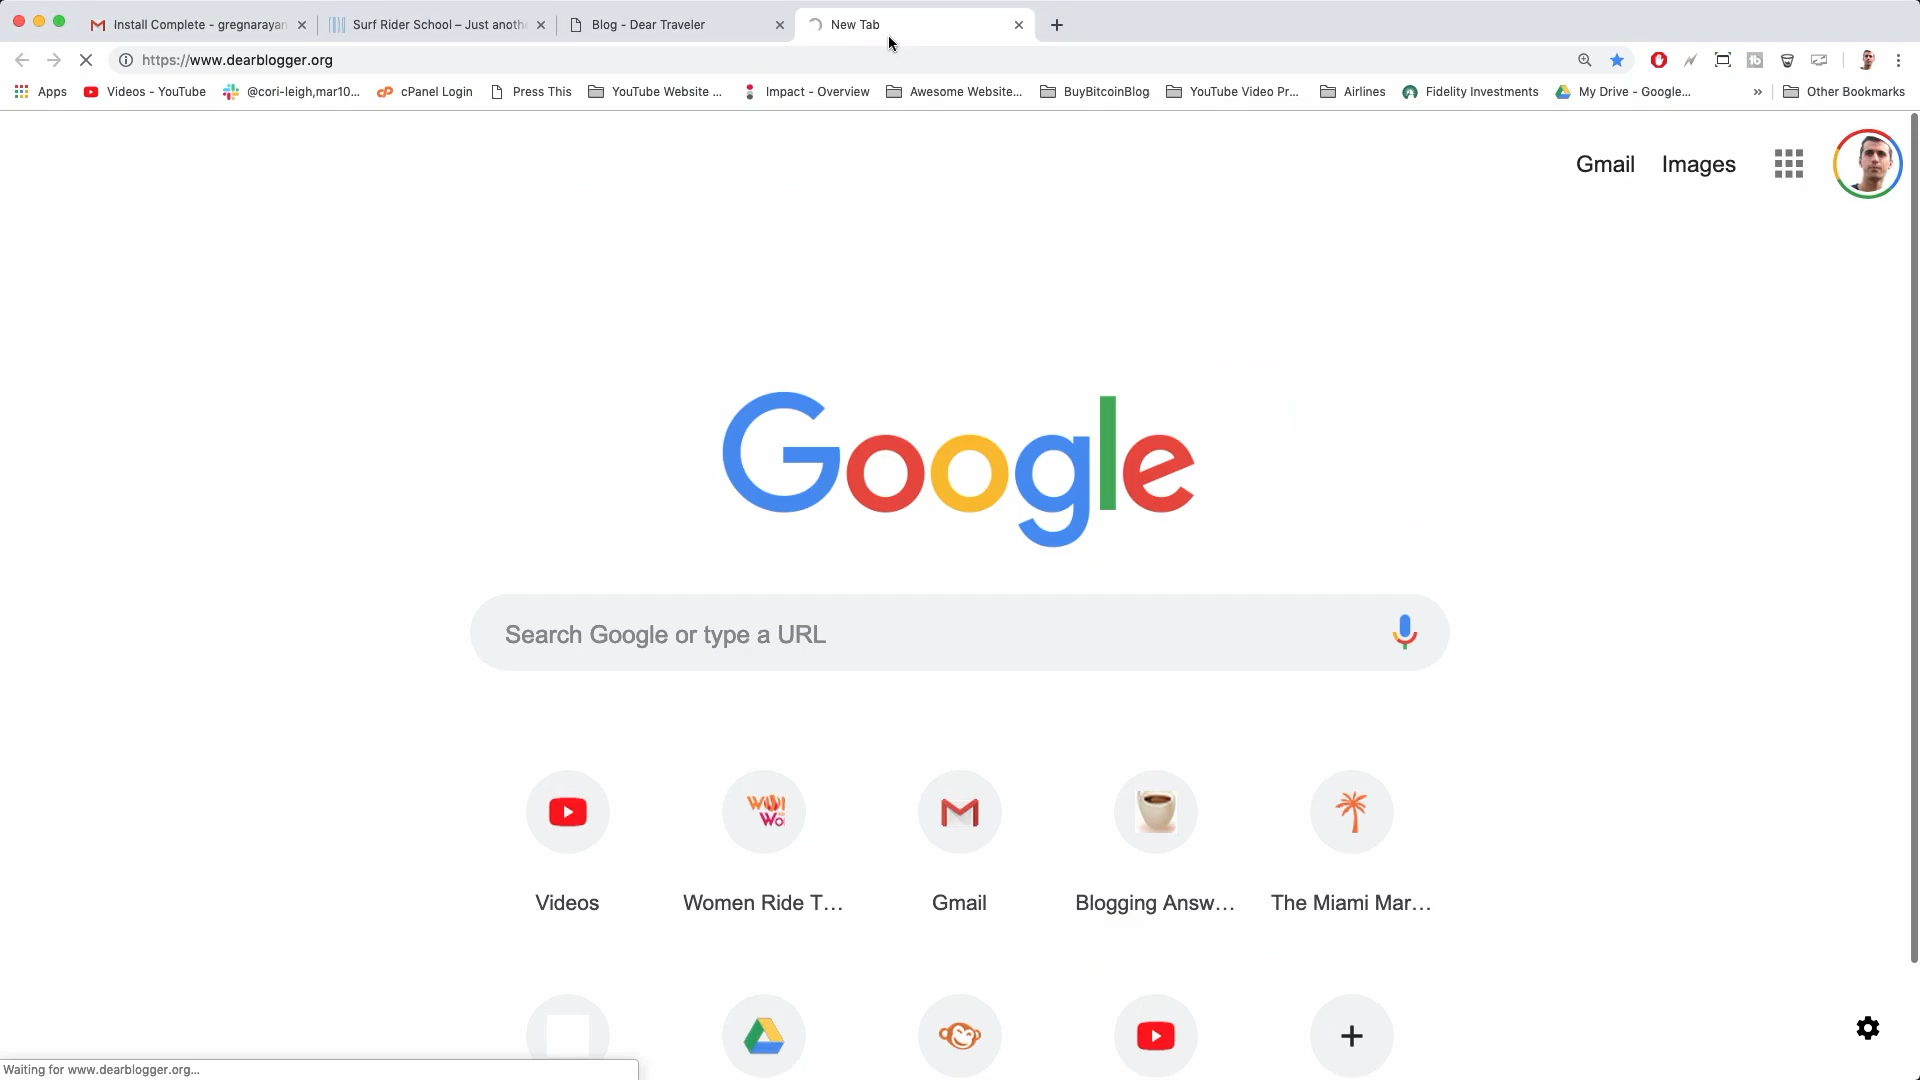 Install Complete - gregnarayan
Surf Rider School – Just anoth
Blog - Dear Traveler
New Tab
https://www.dearblogger.org
Apps
Videos - YouTube
@cori-leigh,mar10...
cPanel Login
Press This
YouTube Website ...
Impact - Overview
Awesome Website...
BuyBitcoinBlog
YouTube Video Pr...
Airlines
Fidelity Investments
My Drive - Google...
»
Other Bookmarks
Gmail
Images
Google
Search Google or type a URL
Videos
Women Ride T...
Gmail
Blogging Answ...
The Miami Mar...
Waiting for www.dearblogger.org...